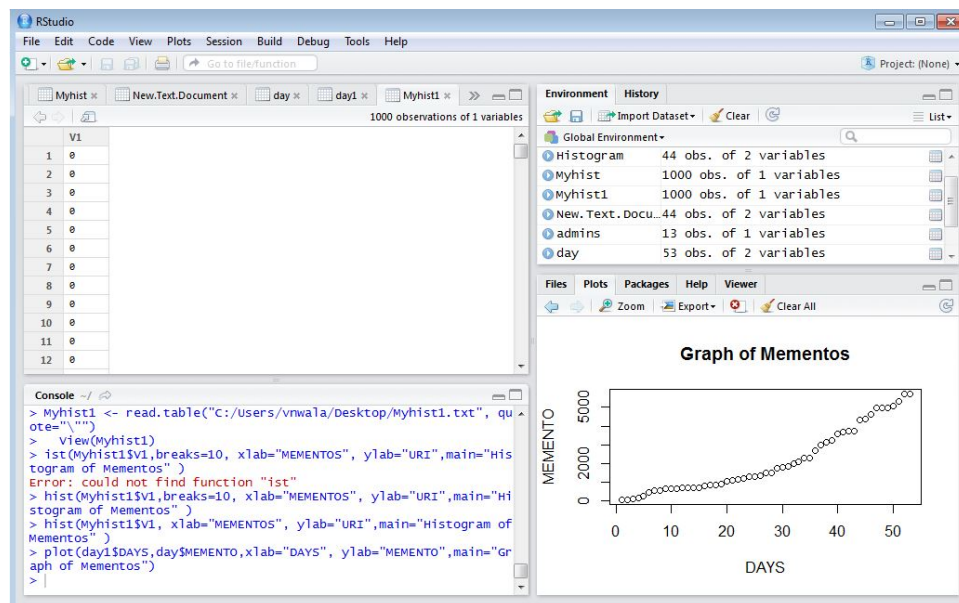 RStudio
File Edit Code View Plots Session Build Debug Tools Help
Go to file/function
Project: (None)
Myhist
New.Text.Document
day
day1
Myhist1
1000 observations of 1 variables
V1
1 0
2 0
3 0
4 0
5 0
6 0
7 0
8 0
9 0
10 0
11 0
12 0
Console ~/
> Myhist1 <- read.table("C:/Users/vnwala/Desktop/Myhist1.txt", qu
ote="\"")
>   View(Myhist1)
> ist(Myhist1$V1,breaks=10, xlab="MEMENTOS", ylab="URI",main="His
togram of Mementos" )
Error: could not find function "ist"
> hist(Myhist1$V1,breaks=10, xlab="MEMENTOS", ylab="URI",main="Hi
stogram of Mementos" )
> hist(Myhist1$V1, xlab="MEMENTOS", ylab="URI",main="Histogram of
Mementos" )
> plot(day1$DAYS,day$MEMENTO,xlab="DAYS", ylab="MEMENTO",main="Gr
aph of Mementos")
>
Environment History
Import Dataset Clear List
Global Environment
Histogram 44 obs. of 2 variables
Myhist 1000 obs. of 1 variables
Myhist1 1000 obs. of 1 variables
New.Text.Docu… 44 obs. of 2 variables
admins 13 obs. of 1 variables
day 53 obs. of 2 variables
Files Plots Packages Help Viewer
Zoom Export Clear All
Graph of Mementos
MEMENTO
5000
2000
0
0 10 20 30 40 50
DAYS